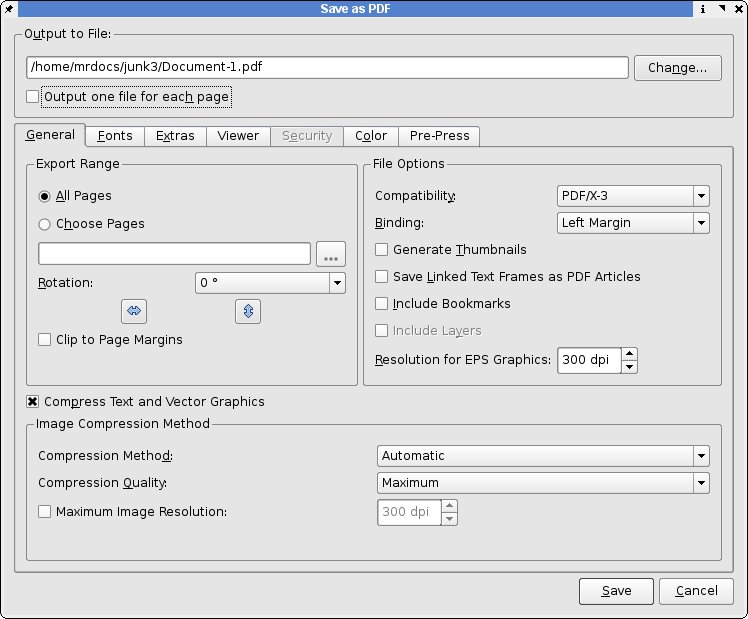 Save as PDF
Output to File:
/home/mrdocs/junk3/Document-1.pdf
Change...
Output one file for each page
General Fonts Extras Viewer Security Color Pre-Press
Export Range
All Pages
Choose Pages
...
Rotation: 0 °
Clip to Page Margins
File Options
Compatibility: PDF/X-3
Binding: Left Margin
Generate Thumbnails
Save Linked Text Frames as PDF Articles
Include Bookmarks
Include Layers
Resolution for EPS Graphics: 300 dpi
Compress Text and Vector Graphics
Image Compression Method
Compression Method: Automatic
Compression Quality: Maximum
Maximum Image Resolution: 300 dpi
Save Cancel